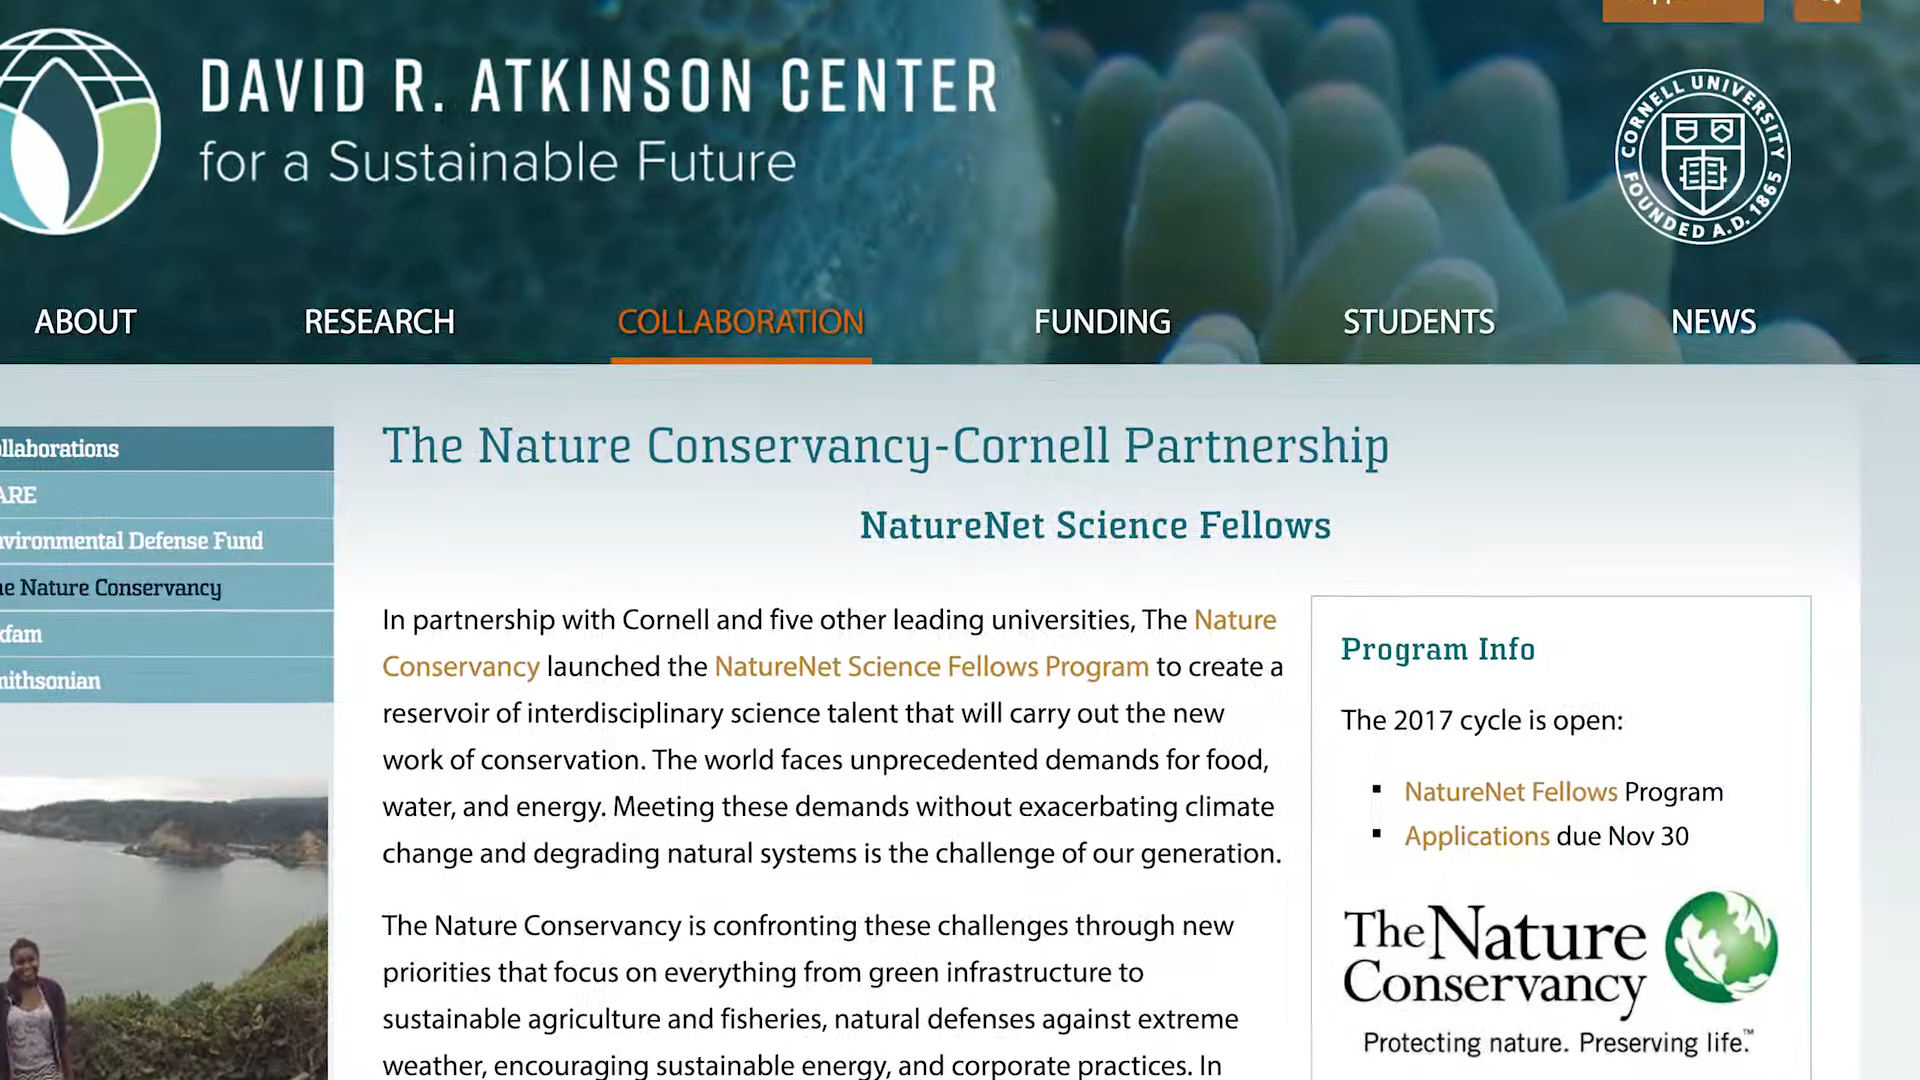 DAVID R. ATKINSON CENTER
for a Sustainable Future
CORNELL UNIVERSITY
FOUNDED A.D. 1865
ABOUT RESEARCH COLLABORATION FUNDING STUDENTS NEWS
llaborations
ARE
nvironmental Defense Fund
he Nature Conservancy
xfam
mithsonian
The Nature Conservancy-Cornell Partnership
NatureNet Science Fellows
In partnership with Cornell and five other leading universities, The Nature
Conservancy launched the NatureNet Science Fellows Program to create a
reservoir of interdisciplinary science talent that will carry out the new
work of conservation. The world faces unprecedented demands for food,
water, and energy. Meeting these demands without exacerbating climate
change and degrading natural systems is the challenge of our generation.
The Nature Conservancy is confronting these challenges through new
priorities that focus on everything from green infrastructure to
sustainable agriculture and fisheries, natural defenses against extreme
weather, encouraging sustainable energy, and corporate practices. In
Program Info
The 2017 cycle is open:
▪ NatureNet Fellows Program
▪ Applications due Nov 30
The Nature
Conservancy
Protecting nature. Preserving life.™